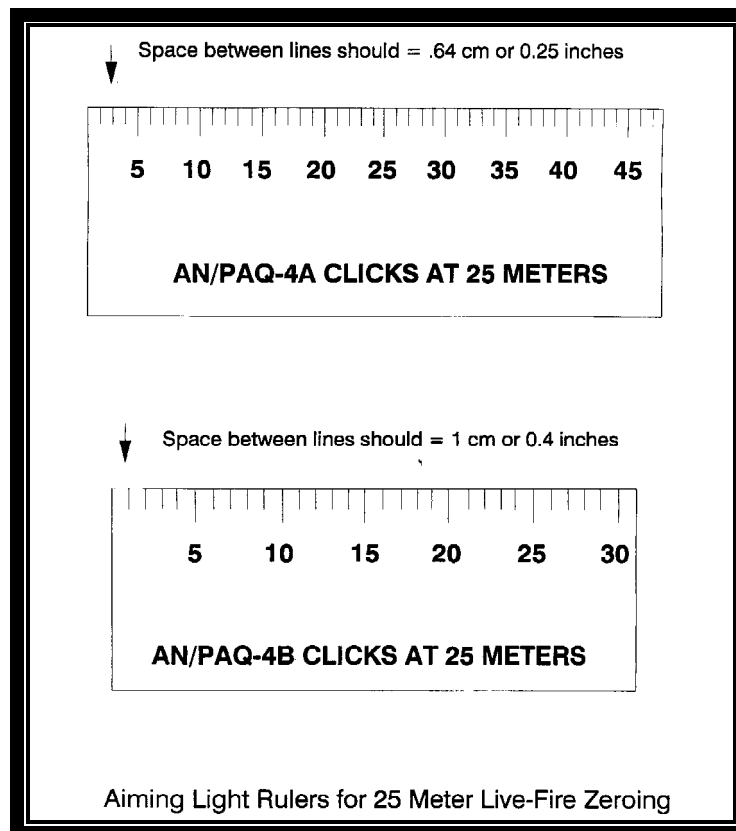 Space between lines should = .64 cm or 0.25 inches
5 10 15 20 25 30 35 40 45
AN/PAQ-4A CLICKS AT 25 METERS
Space between lines should = 1 cm or 0.4 inches
5 10 15 20 25 30
AN/PAQ-4B CLICKS AT 25 METERS
Aiming Light Rulers for 25 Meter Live-Fire Zeroing